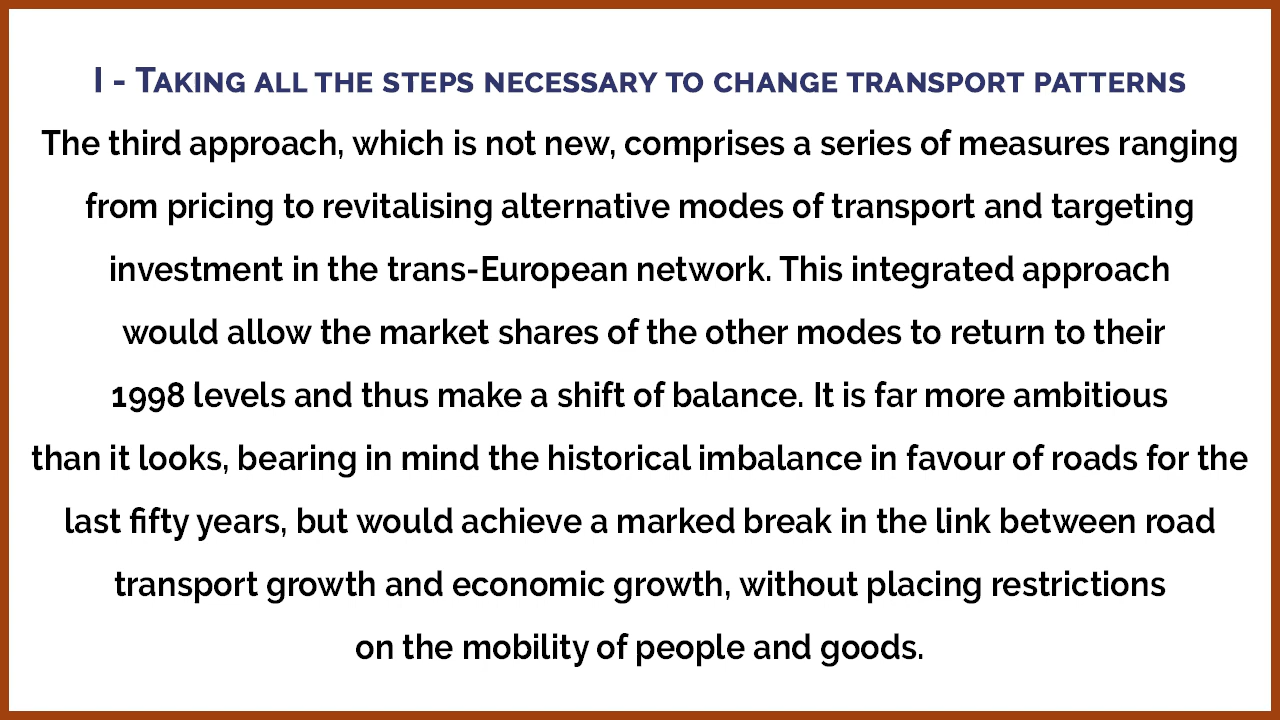 I - Taking all the steps necessary to change transport patterns
The third approach, which is not new, comprises a series of measures ranging
from pricing to revitalising alternative modes of transport and targeting
investment in the trans-European network. This integrated approach
would allow the market shares of the other modes to return to their
1998 levels and thus make a shift of balance. It is far more ambitious
than it looks, bearing in mind the historical imbalance in favour of roads for the
last fifty years, but would achieve a marked break in the link between road
transport growth and economic growth, without placing restrictions
on the mobility of people and goods.